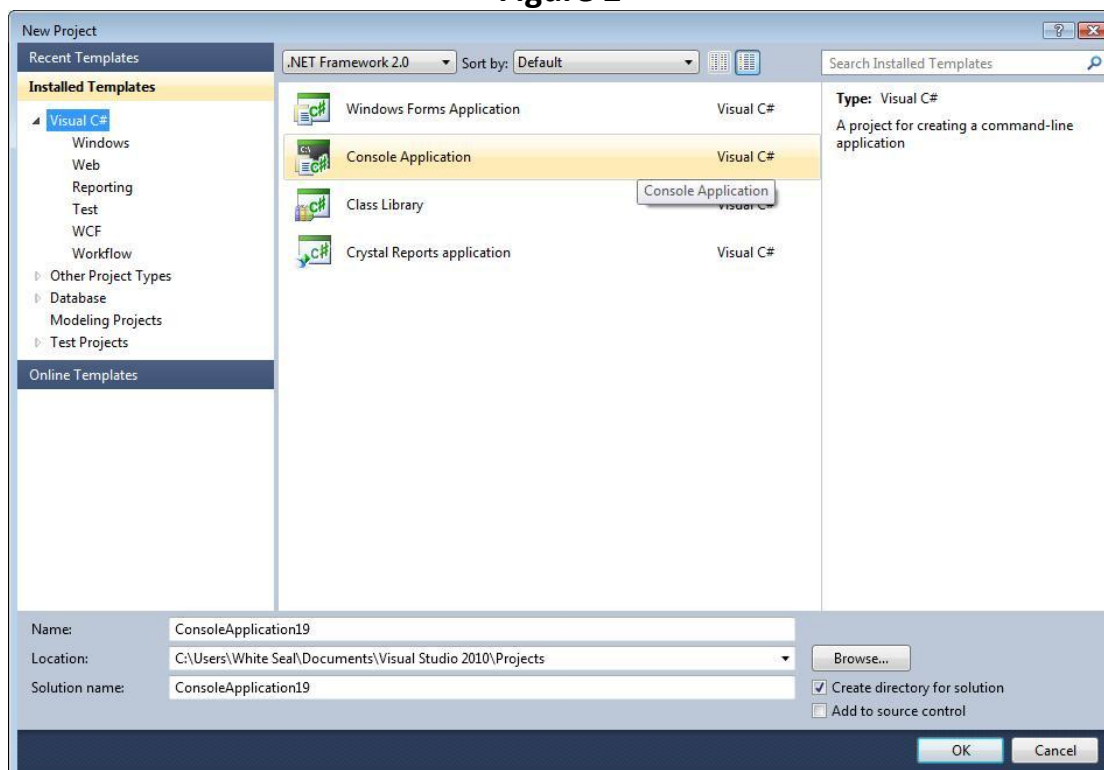 New Project
Recent Templates
Installed Templates
Visual C#
Windows
Web
Reporting
Test
WCF
Workflow
Other Project Types
Database
Modeling Projects
Test Projects
Online Templates
.NET Framework 2.0 Sort by: Default
Windows Forms Application Visual C#
Console Application Visual C#
Console Application
Class Library Visual C#
Crystal Reports application Visual C#
Search Installed Templates
Type: Visual C#
A project for creating a command-line
application
Name: ConsoleApplication19
Location: C:\Users\White Seal\Documents\Visual Studio 2010\Projects
Browse...
Solution name: ConsoleApplication19
Create directory for solution
Add to source control
OK Cancel